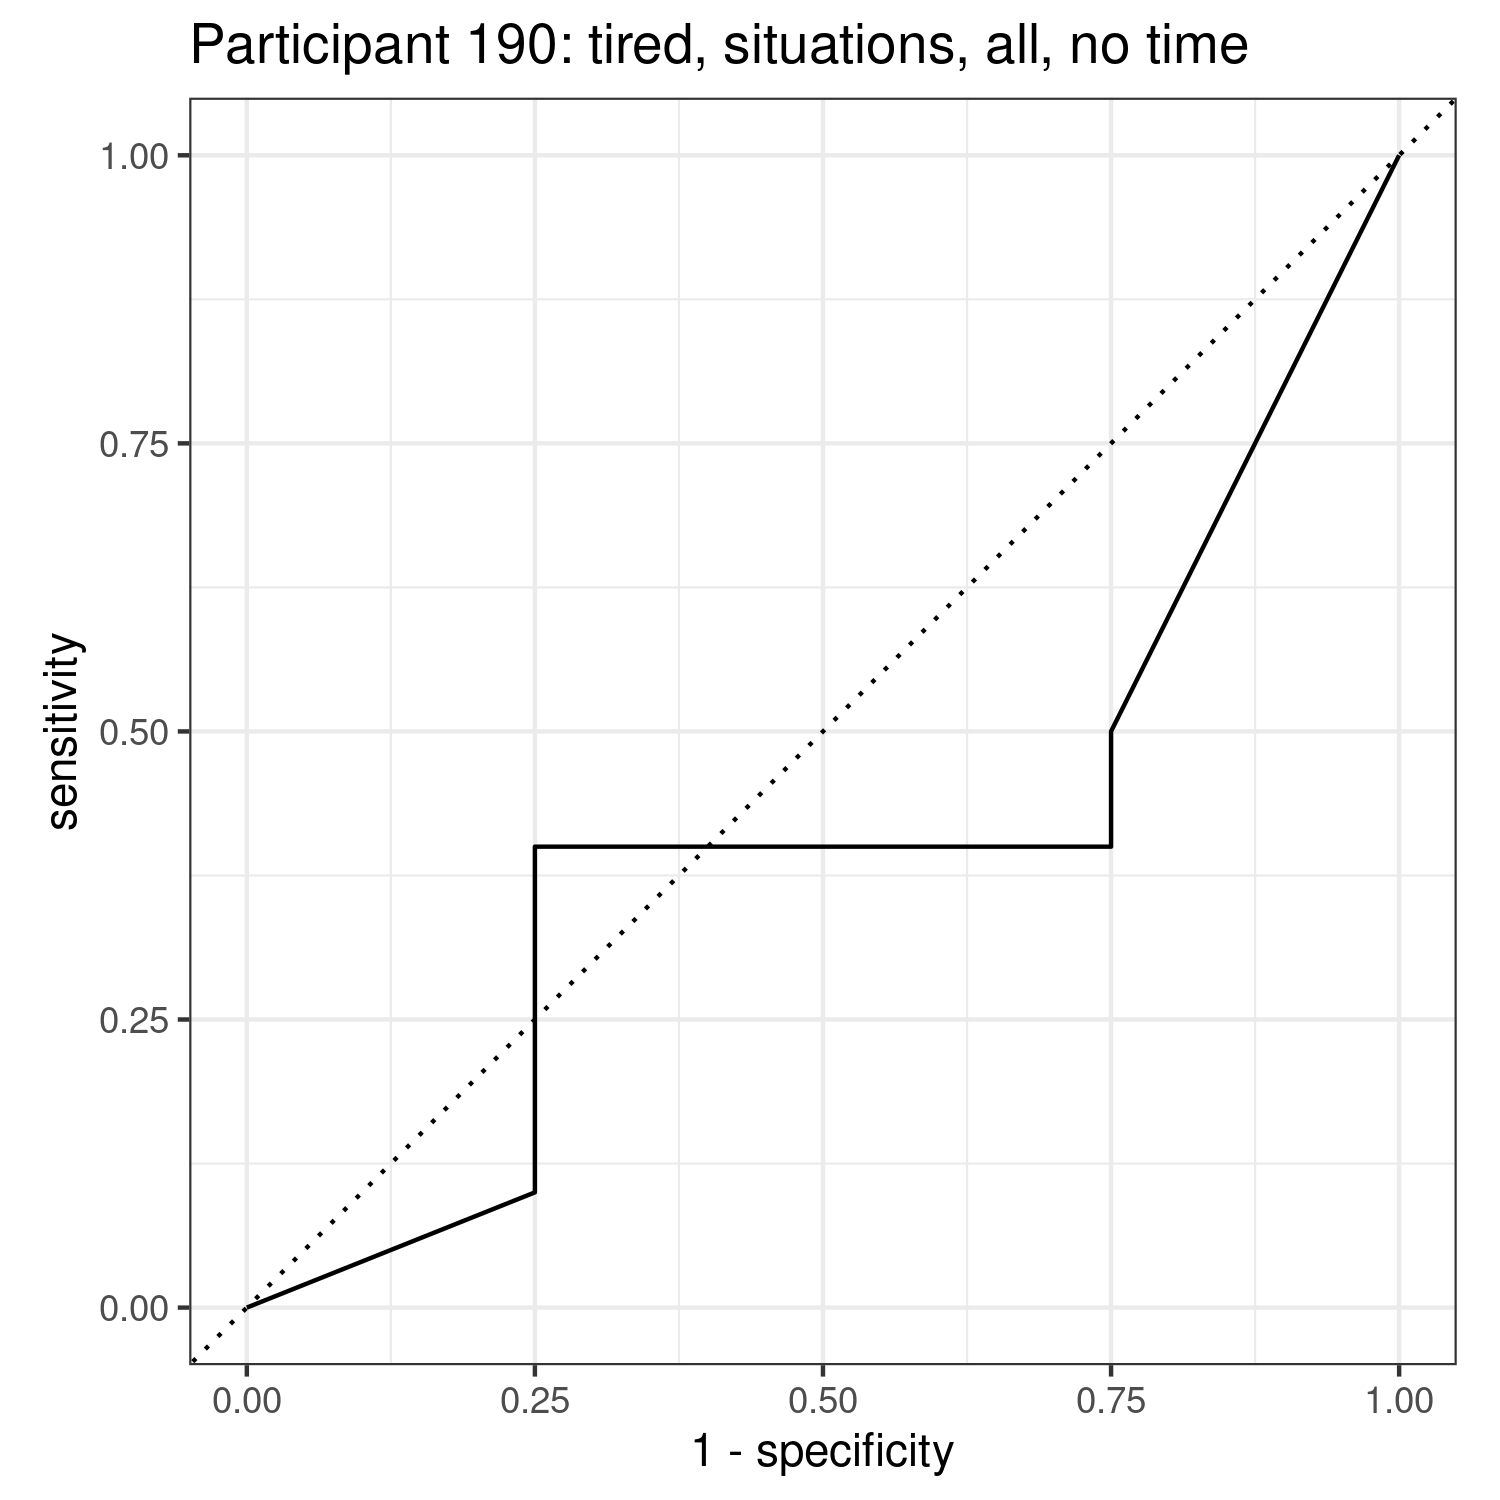 Participant 190: tired, situations, all, no time
1.00
0.75
0.50
0.25
0.00
sensitivity
0.00 0.25 0.50 0.75 1.00
1 - specificity